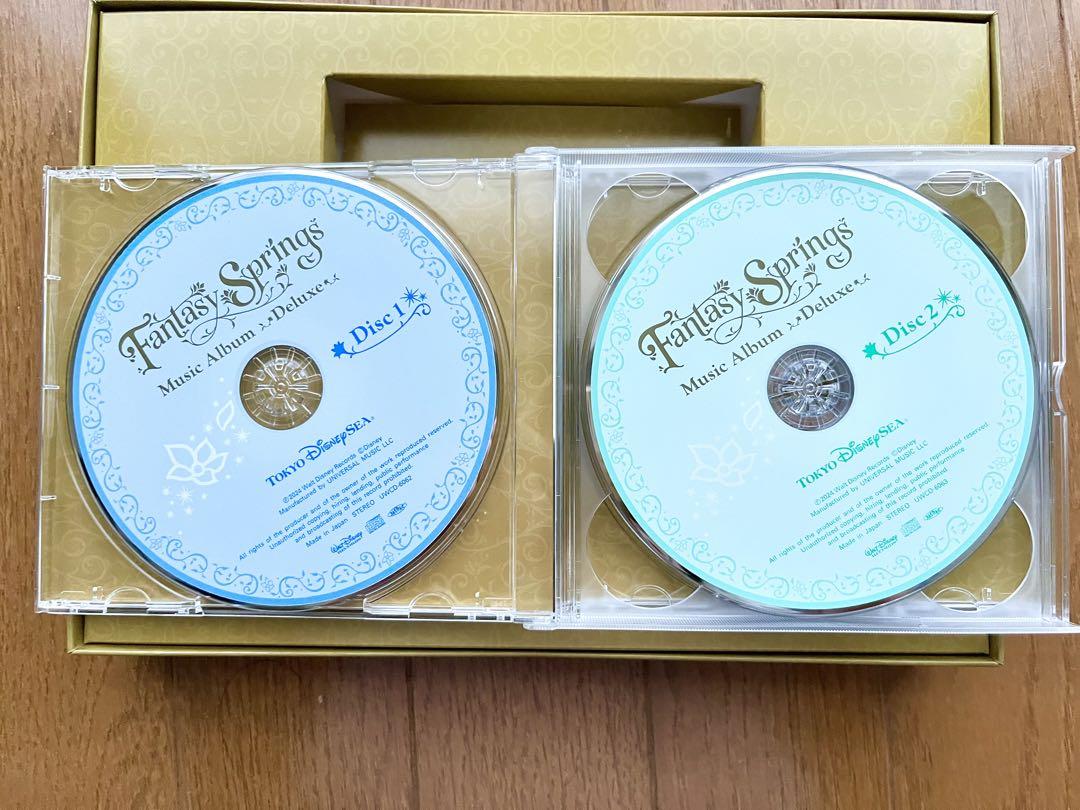 Fantasy Springs
Music Album Deluxe
Disc 1
TOKYO DISNEYSEA®
℗2024 Walt Disney Records ©Disney
Manufactured by UNIVERSAL MUSIC LLC
All rights of the producer and of the owner of the work reproduced reserved.
Unauthorized copying, hiring, lending, public performance
and broadcasting of this record prohibited.
Made in Japan STEREO UWCD-6062
WALT DISNEY
Fantasy Springs
Music Album Deluxe
Disc 2
TOKYO DISNEYSEA®
℗2024 Walt Disney Records ©Disney
Manufactured by UNIVERSAL MUSIC LLC
All rights of the producer and of the owner of the work reproduced reserved.
Unauthorized copying, hiring, lending, public performance
and broadcasting of this record prohibited.
Made in Japan STEREO UWCD-6063
WALT DISNEY